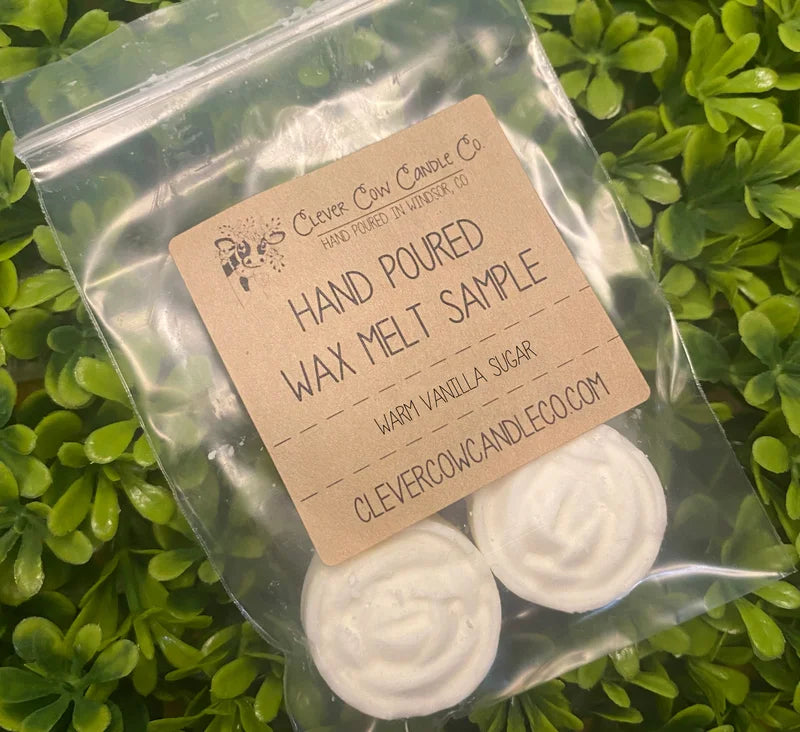 Clever Cow Candle Co.
HAND POURED IN WINDSOR, CO
HAND POURED
WAX MELT SAMPLE
WARM VANILLA SUGAR
CLEVERCOWCANDLECO.COM